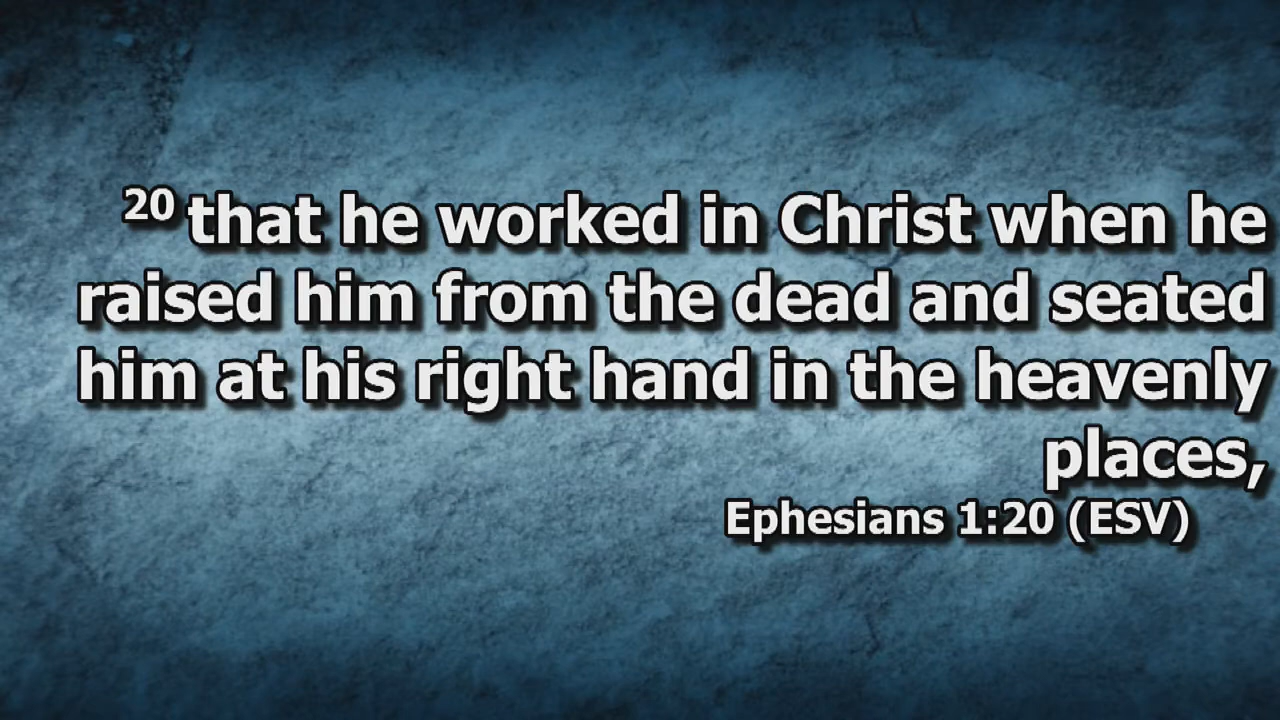 20 that he worked in Christ when he
raised him from the dead and seated
him at his right hand in the heavenly
places,
Ephesians 1:20 (ESV)